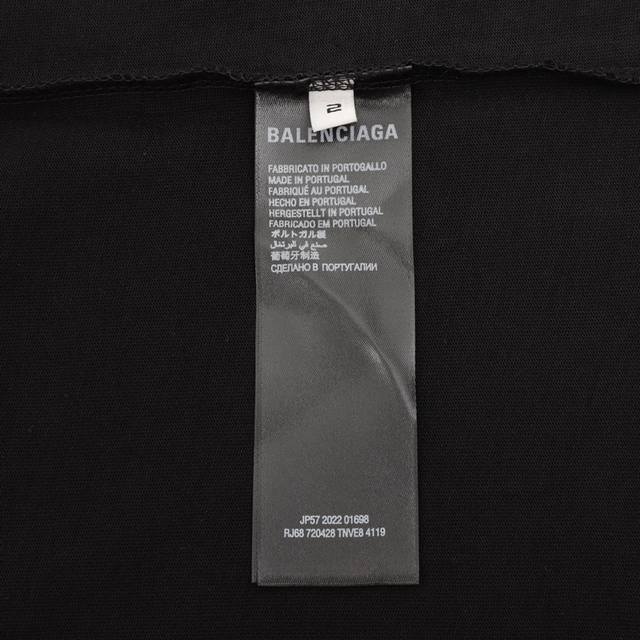 2
BALENCIAGA
FABBRICATO IN PORTOGALLO
MADE IN PORTUGAL
FABRIQUÉ AU PORTUGAL
HECHO EN PORTUGAL
HERGESTELLT IN PORTUGAL
FABRICADO EM PORTUGAL
ポルトガル製
صنع في البرتغال
葡萄牙制造
СДЕЛАНО В ПОРТУГАЛИИ
JP57 2022 01698
RJ68 720428 TNVE8 4119